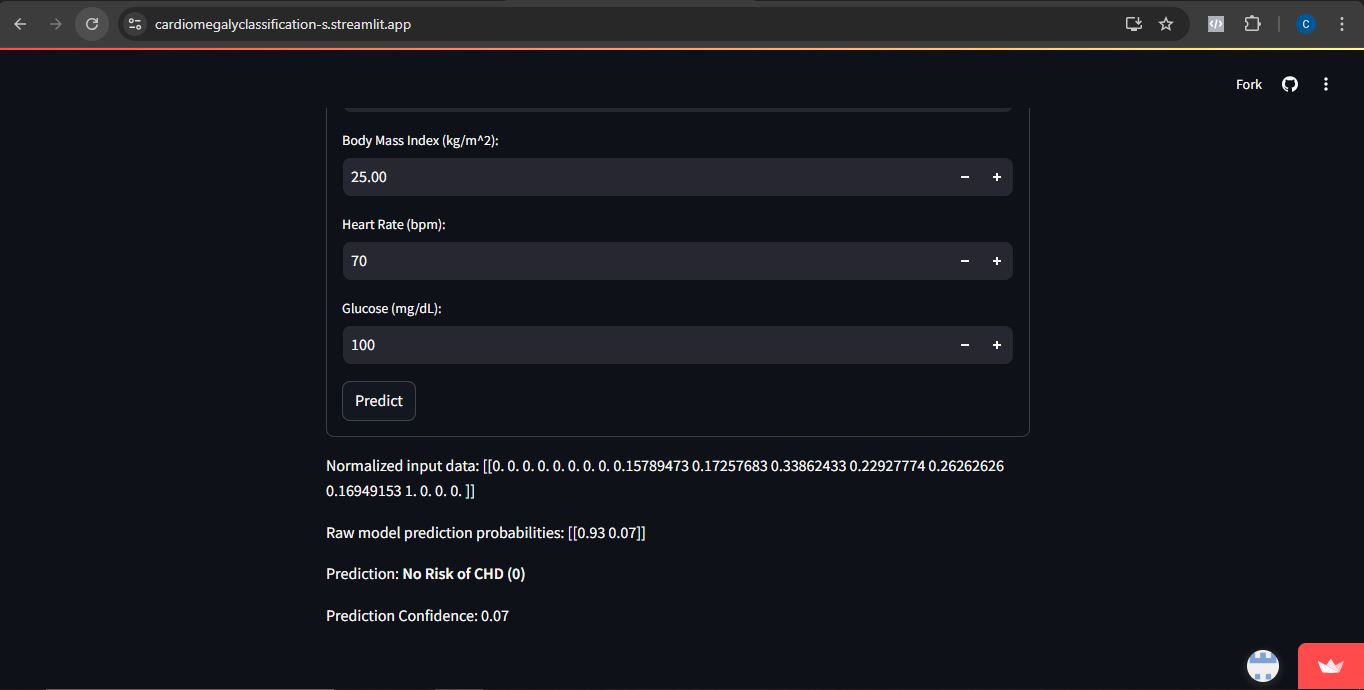 cardiomegalyclassification-s.streamlit.app
C
Fork
Body Mass Index (kg/m^2):
25.00
Heart Rate (bpm):
70
Glucose (mg/dL):
100
Predict
Normalized input data: [[0. 0. 0. 0. 0. 0. 0. 0. 0.15789473 0.17257683 0.33862433 0.22927774 0.26262626
0.16949153 1. 0. 0. 0. ]]
Raw model prediction probabilities: [[0.93 0.07]]
Prediction: No Risk of CHD (0)
Prediction Confidence: 0.07